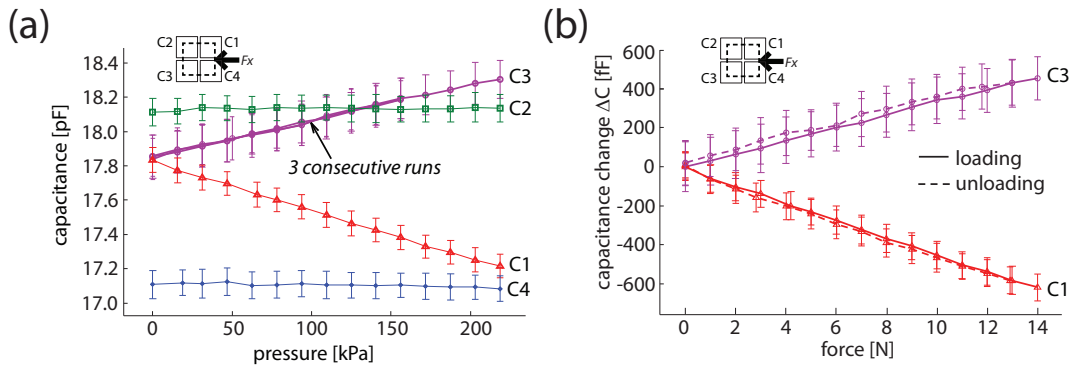 (a)
C2 C1
Fx
C3 C4
18.4
18.2
18.0
17.8
17.6
17.4
17.2
17.0
capacitance [pF]
C3
C2
3 consecutive runs
C1
C4
0 50 100 150 200
pressure [kPa]
(b)
C2 C1
Fx
C3 C4
600
400
200
0
-200
-400
-600
capacitance change ΔC [fF]
C3
loading
unloading
C1
0 2 4 6 8 10 12 14
force [N]